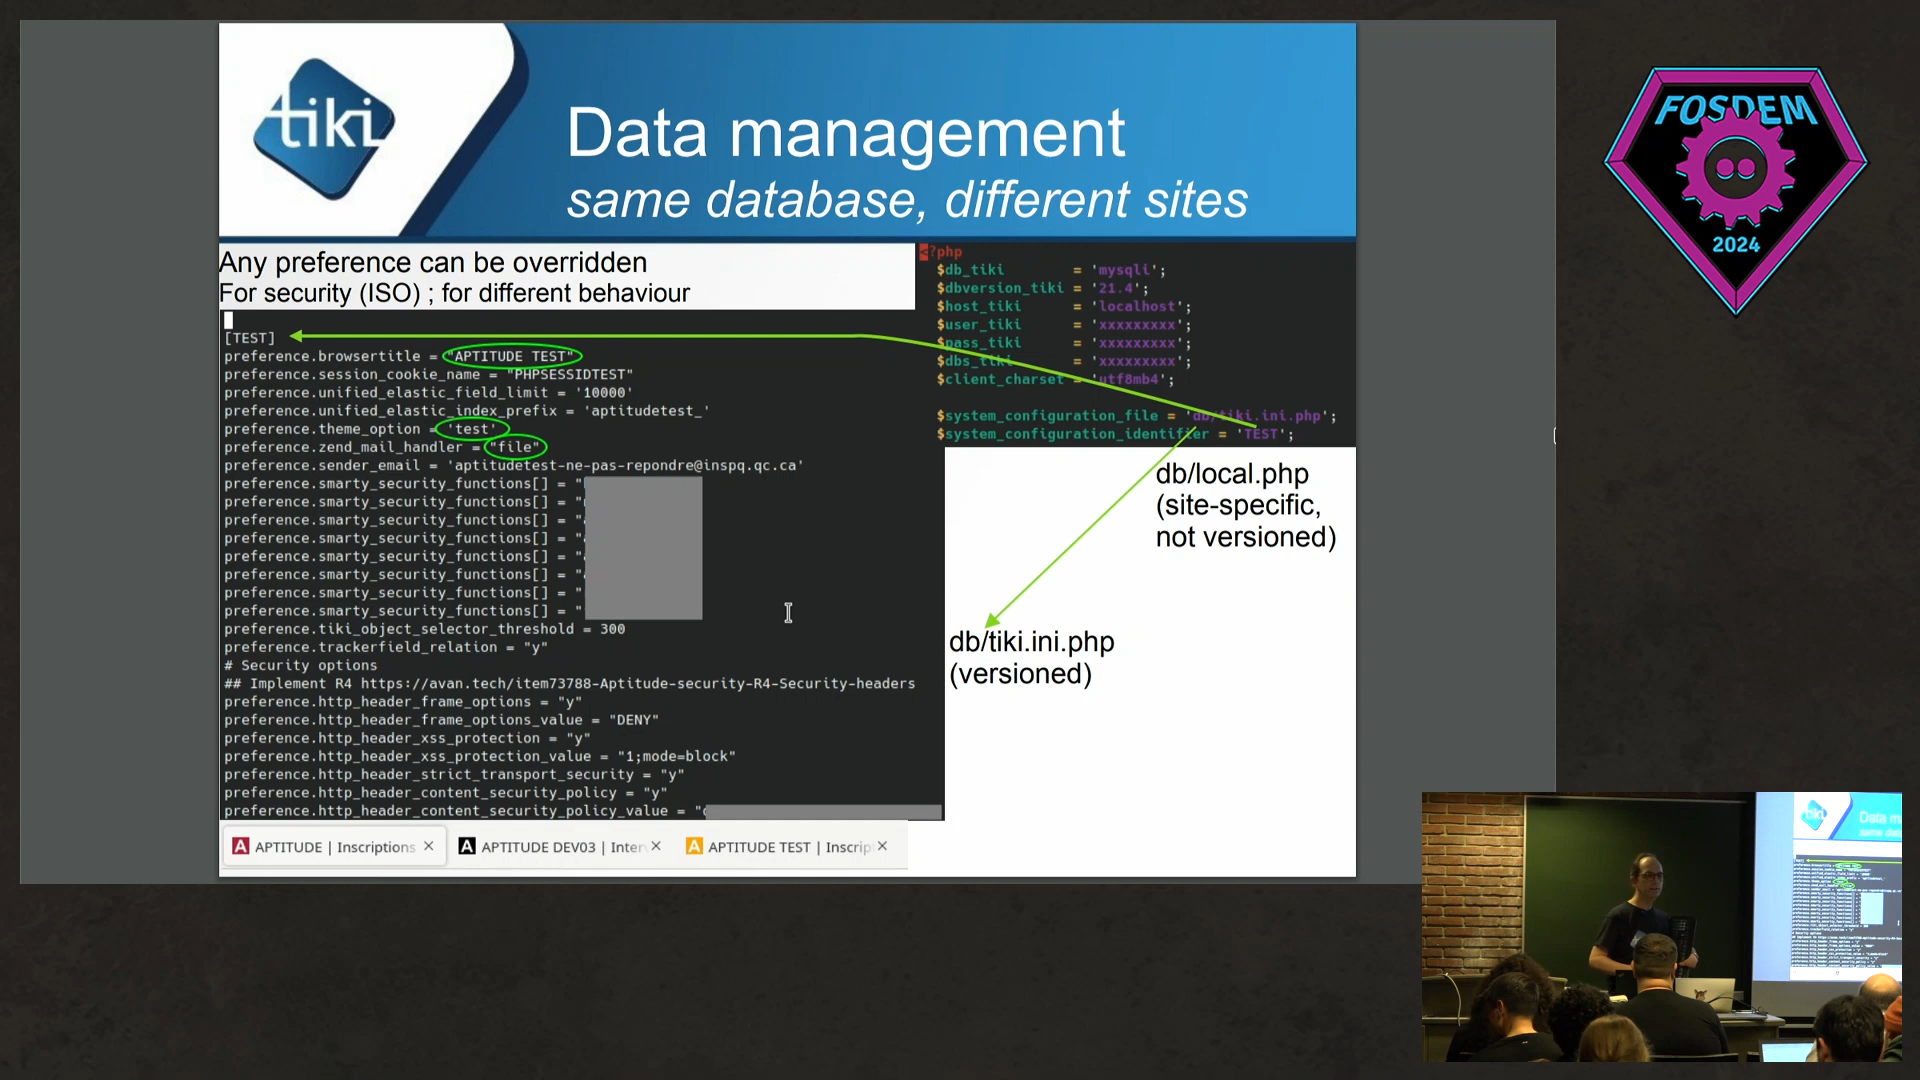 tiki
Data management
same database, different sites
Any preference can be overridden
For security (ISO) ; for different behaviour
[TEST]
preference.browsertitle = "APTITUDE TEST"
preference.session_cookie_name = "PHPSESSIDTEST"
preference.unified_elastic_field_limit = '10000'
preference.unified_elastic_index_prefix = 'aptitudetest_'
preference.theme_option = 'test'
preference.zend_mail_handler = "file"
preference.sender_email = 'aptitudetest-ne-pas-repondre@inspq.qc.ca'
preference.smarty_security_functions[] = "
preference.smarty_security_functions[] = "
preference.smarty_security_functions[] = "
preference.smarty_security_functions[] = "
preference.smarty_security_functions[] = "
preference.smarty_security_functions[] = "
preference.smarty_security_functions[] = "
preference.smarty_security_functions[] = "
preference.tiki_object_selector_threshold = 300
preference.trackerfield_relation = "y"
# Security options
## Implement R4 https://avan.tech/item73788-Aptitude-security-R4-Security-headers
preference.http_header_frame_options = "y"
preference.http_header_frame_options_value = "DENY"
preference.http_header_xss_protection = "y"
preference.http_header_xss_protection_value = "1;mode=block"
preference.http_header_strict_transport_security = "y"
preference.http_header_content_security_policy = "y"
preference.http_header_content_security_policy_value = "
<?php
$db_tiki = 'mysqli';
$dbversion_tiki = '21.4';
$host_tiki = 'localhost';
$user_tiki = 'xxxxxxxxx';
$pass_tiki = 'xxxxxxxxx';
$dbs_tiki = 'xxxxxxxxx';
$client_charset = 'utf8mb4';
$system_configuration_file = 'db/tiki.ini.php';
$system_configuration_identifier = 'TEST';
db/local.php
(site-specific,
not versioned)
db/tiki.ini.php
(versioned)
A APTITUDE | Inscriptions
A APTITUDE DEV03 | Inter
A APTITUDE TEST | Inscrip
FOSDEM
2024